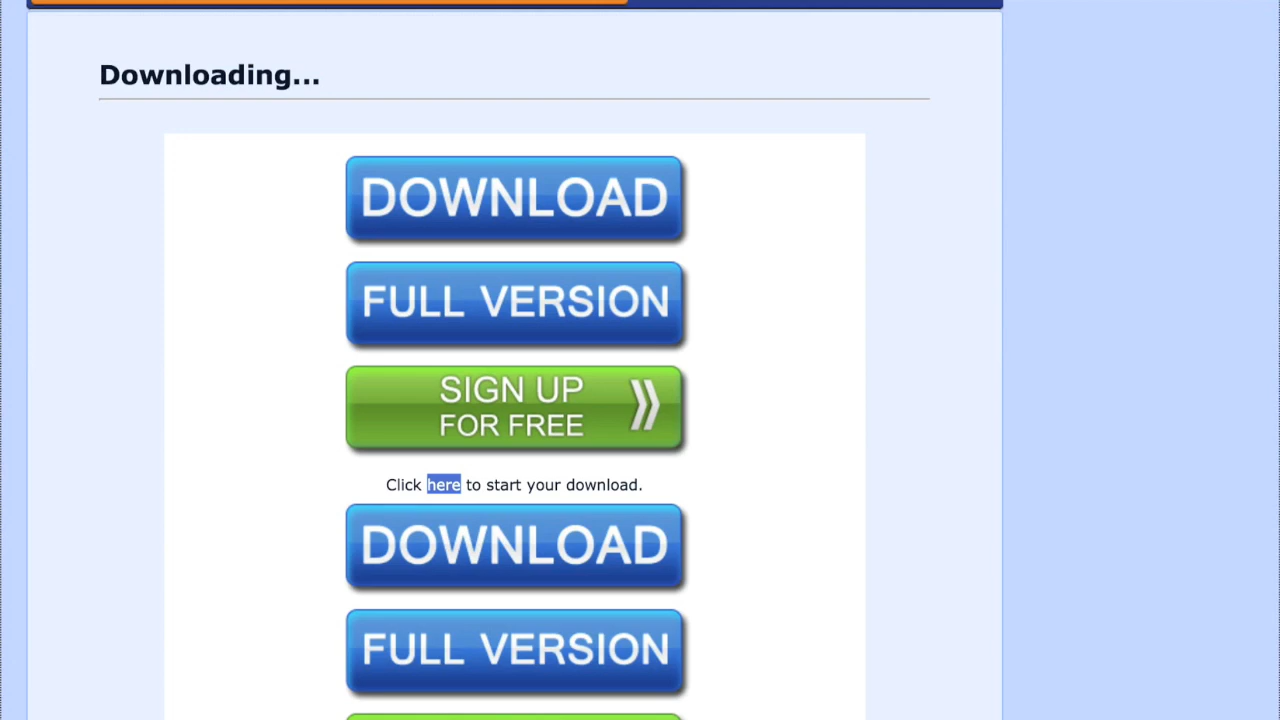 Downloading...
DOWNLOAD
FULL VERSION
SIGN UP
FOR FREE
Click here to start your download.
DOWNLOAD
FULL VERSION